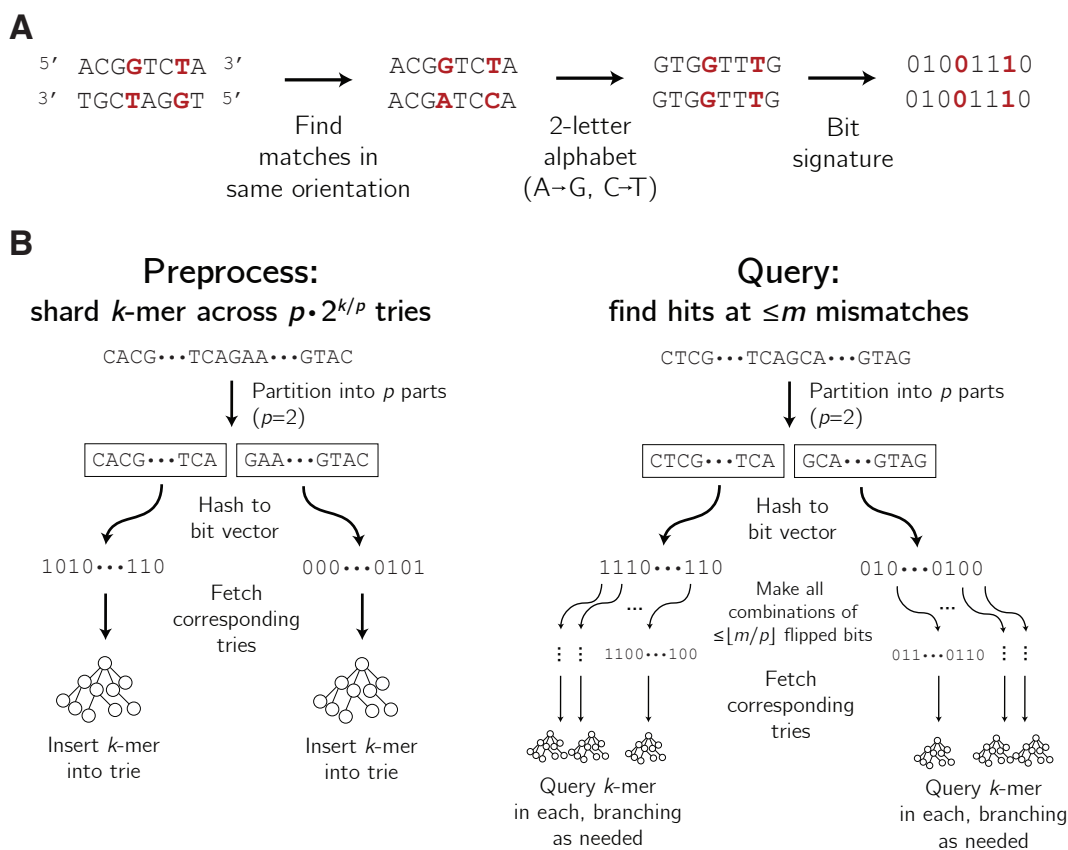 A
5′ ACGGTCTA 3′
3′ TGCTAGGT 5′
Find
matches in
same orientation
ACGGTCTA
ACGATCCA
2-letter
alphabet
(A→G, C→T)
GTGGTTTG
GTGGTTTG
Bit
signature
01001110
01001110
B
Preprocess:
shard k-mer across p•2^{k/p} tries
CACG•••TCAGAA•••GTAC
Partition into p parts
(p=2)
CACG•••TCA GAA•••GTAC
Hash to
bit vector
1010•••110 000•••0101
Fetch
corresponding
tries
Insert k-mer
into trie
Insert k-mer
into trie
Query:
find hits at ≤m mismatches
CTCG•••TCAGCA•••GTAG
Partition into p parts
(p=2)
CTCG•••TCA GCA•••GTAG
Hash to
bit vector
1110•••110 010•••0100
Make all
combinations of
≤⌊m/p⌋ flipped bits
... ...
⋮ ⋮ 1100•••100 011•••0110 ⋮ ⋮
Fetch
corresponding
tries
Query k-mer
in each, branching
as needed
Query k-mer
in each, branching
as needed